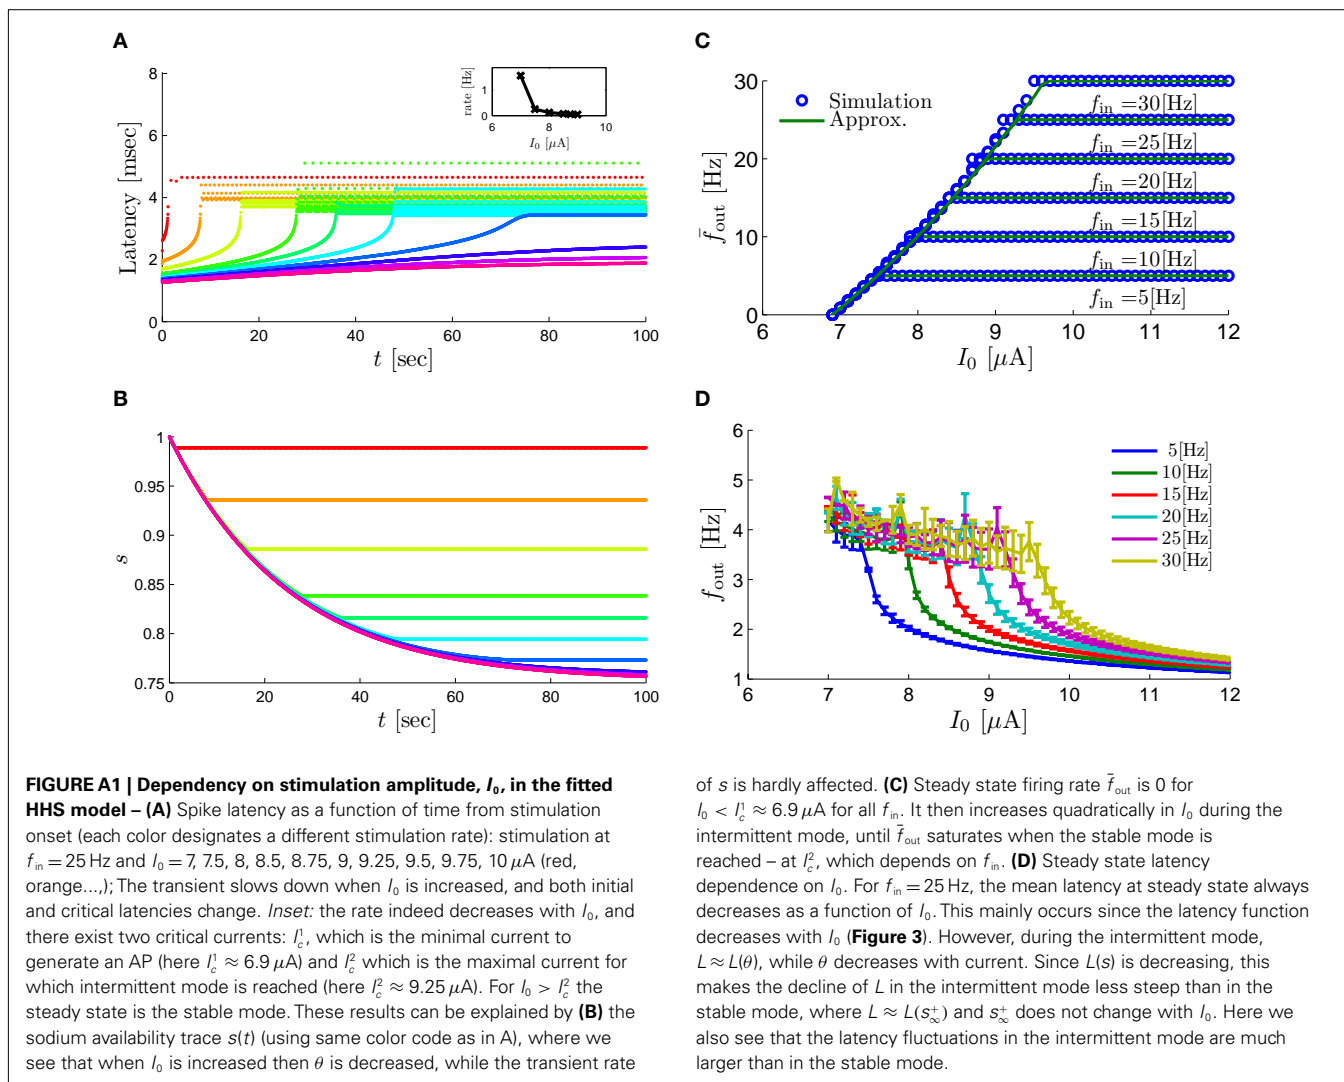 A
8
6
4
2
0
Latency [msec]
0
20
40
60
80
100
t [sec]
rate [Hz]
1
0
6
8
10
I0 [μA]
B
1
0.95
0.9
0.85
0.8
0.75
s
0
20
40
60
80
100
t [sec]
C
30
20
10
0
f̄out [Hz]
Simulation
Approx.
fin =30[Hz]
fin =25[Hz]
fin =20[Hz]
fin =15[Hz]
fin =10[Hz]
fin =5[Hz]
6
7
8
9
10
11
12
I0 [μA]
D
6
5
4
3
2
1
fout [Hz]
5[Hz]
10[Hz]
15[Hz]
20[Hz]
25[Hz]
30[Hz]
6
7
8
9
10
11
12
I0 [μA]
FIGURE A1 | Dependency on stimulation amplitude, I0, in the fitted
HHS model – (A) Spike latency as a function of time from stimulation
onset (each color designates a different stimulation rate): stimulation at
fin = 25 Hz and I0 = 7, 7.5, 8, 8.5, 8.75, 9, 9.25, 9.5, 9.75, 10 μA (red,
orange...,); The transient slows down when I0 is increased, and both initial
and critical latencies change. Inset: the rate indeed decreases with I0, and
there exist two critical currents: I¹c, which is the minimal current to
generate an AP (here I¹c ≈ 6.9 μA) and I²c which is the maximal current for
which intermittent mode is reached (here I²c ≈ 9.25 μA). For I0 > I²c the
steady state is the stable mode. These results can be explained by (B) the
sodium availability trace s(t) (using same color code as in A), where we
see that when I0 is increased then θ is decreased, while the transient rate
of s is hardly affected. (C) Steady state firing rate f̄out is 0 for
I0 < I¹c ≈ 6.9 μA for all fin. It then increases quadratically in I0 during the
intermittent mode, until f̄out saturates when the stable mode is
reached – at I²c, which depends on fin. (D) Steady state latency
dependence on I0. For fin = 25 Hz, the mean latency at steady state always
decreases as a function of I0. This mainly occurs since the latency function
decreases with I0 (Figure 3). However, during the intermittent mode,
L ≈ L(θ), while θ decreases with current. Since L(s) is decreasing, this
makes the decline of L in the intermittent mode less steep than in the
stable mode, where L ≈ L(s⁺∞) and s⁺∞ does not change with I0. Here we
also see that the latency fluctuations in the intermittent mode are much
larger than in the stable mode.